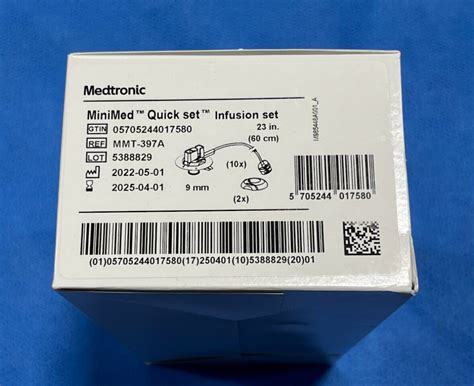 Medtronic
MiniMed™ Quick set™ Infusion set
GTIN 05705244017580
23 in.
(60 cm)
REF MMT-397A
LOT 5388829
(10x)
2022-05-01
2025-04-01
9 mm
(2x)
5 705244 017580
(01)05705244017580(17)250401(10)5388829(20)01